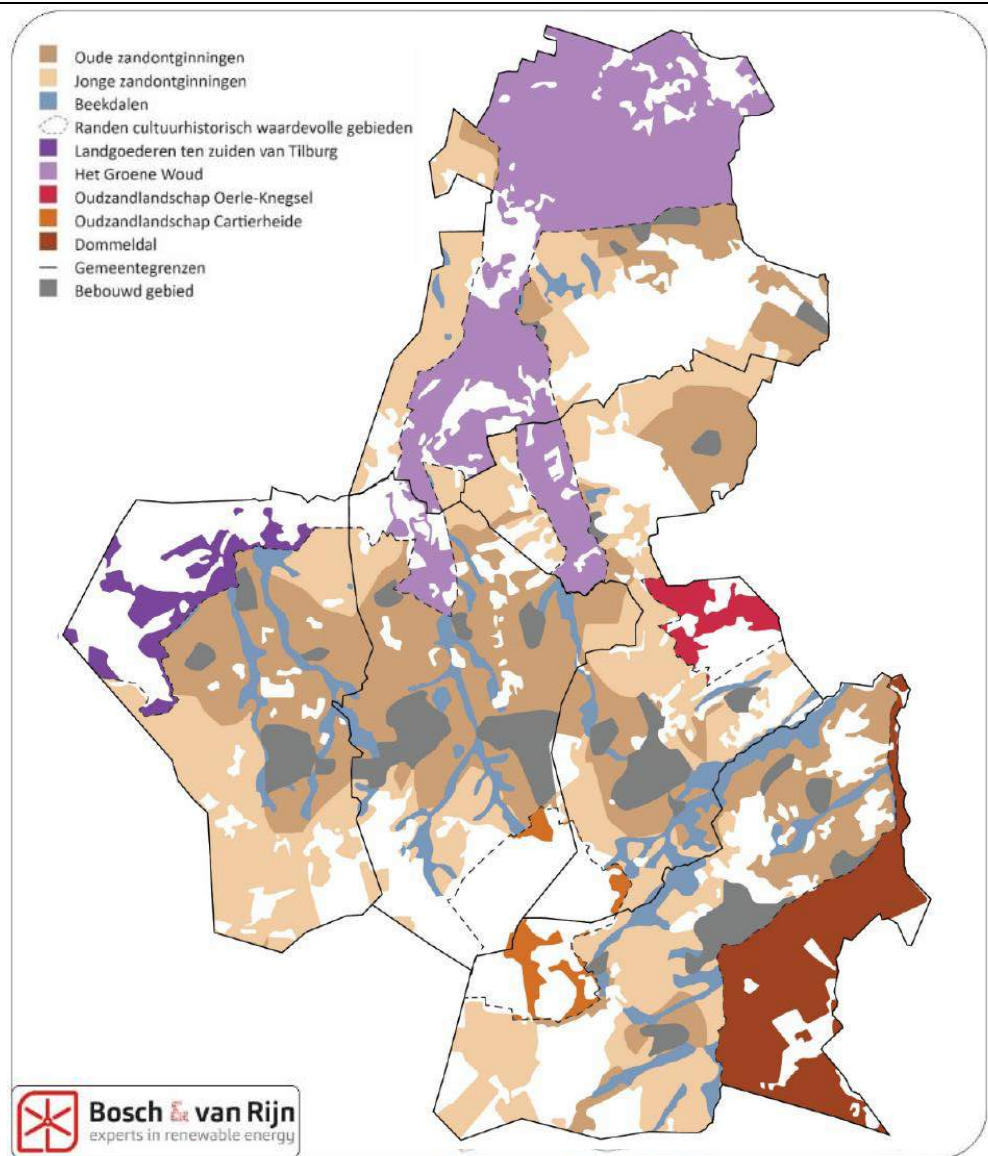 Oude zandontginningen
Jonge zandontginningen
Beekdalen
Randen cultuurhistorisch waardevolle gebieden
Landgoederen ten zuiden van Tilburg
Het Groene Woud
Oudzandlandschap Oerle-Knegsel
Oudzandlandschap Cartierheide
Dommeldal
Gemeentegrenzen
Bebouwd gebied
Bosch & van Rijn
experts in renewable energy